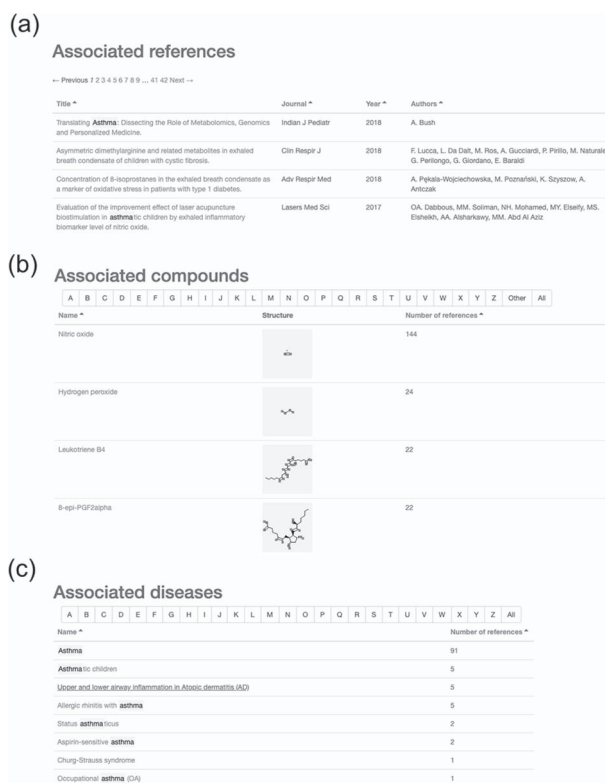 (a)
Associated references
← Previous 1 2 3 4 5 6 7 8 9 ... 41 42 Next →
Title Journal Year Authors
Translating Asthma: Dissecting the Role of Metabolomics, Genomics and Personalized Medicine. Indian J Pediatr 2018 A. Bush
Asymmetric dimethylarginine and related metabolites in exhaled breath condensate of children with cystic fibrosis. Clin Respir J 2018 F. Lucca, L. Da Dalt, M. Ros, A. Gucciardi, P. Pirillo, M. Naturale G. Perilongo, G. Giordano, E. Baraldi
Concentration of 8-isoprostanes in the exhaled breath condensate as a marker of oxidative stress in patients with type 1 diabetes. Adv Respir Med 2018 A. Pękala-Wojciechowska, M. Poznański, K. Szyszow, A. Antczak
Evaluation of the improvement effect of laser acupuncture biostimulation in asthmatic children by exhaled inflammatory biomarker level of nitric oxide. Lasers Med Sci 2017 OA. Dabbous, MM. Soliman, NH. Mohamed, MY. Elseify, MS. Elsheikh, AA. Alsharkawy, MM. Abd Al Aziz
(b)
Associated compounds
A B C D E F G H I J K L M N O P Q R S T U V W X Y Z Other All
Name Structure Number of references
Nitric oxide 144
Hydrogen peroxide 24
Leukotriene B4 22
8-epi-PGF2alpha 22
(c)
Associated diseases
A B C D E F G H I J K L M N O P Q R S T U V W X Y Z All
Name Number of references
Asthma 91
Asthmatic children 5
Upper and lower airway inflammation in Atopic dermatitis (AD) 5
Allergic rhinitis with asthma 5
Status asthmaticus 2
Aspirin-sensitive asthma 2
Churg-Strauss syndrome 1
Occupational asthma (OA) 1